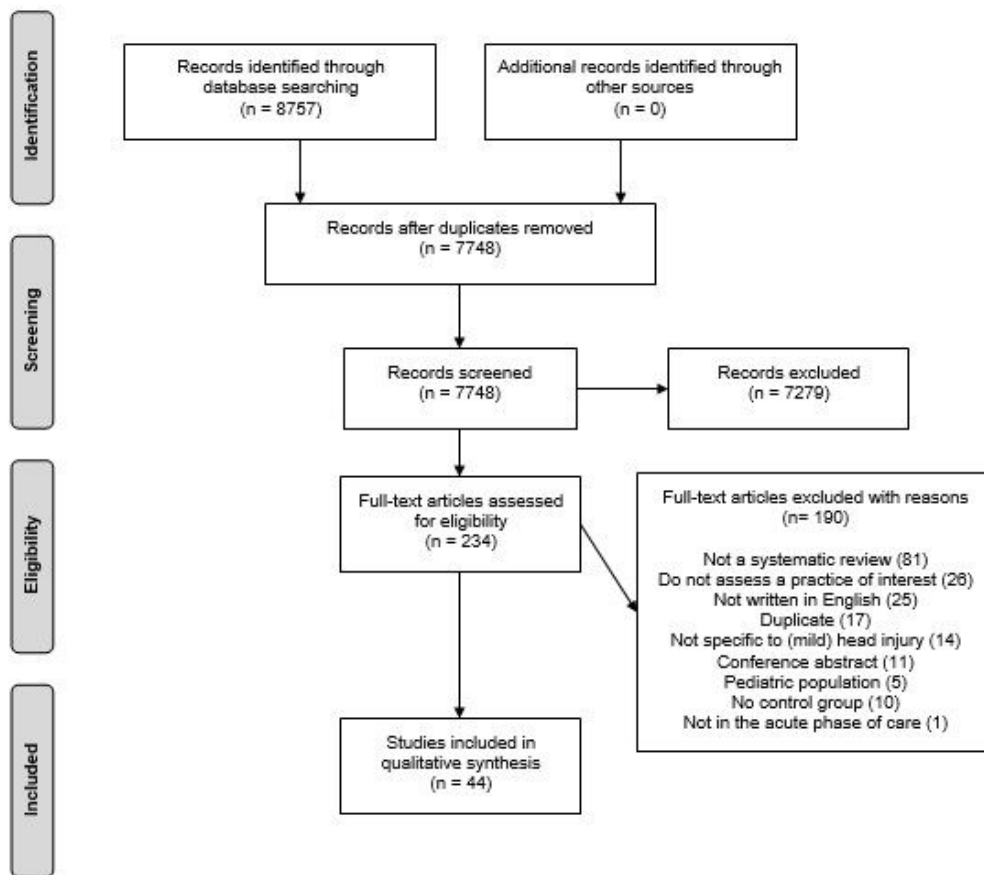 Identification
Records identified through
database searching
(n = 8757)
Additional records identified through
other sources
(n = 0)
Records after duplicates removed
(n = 7748)
Screening
Records screened
(n = 7748)
Records excluded
(n = 7279)
Eligibility
Full-text articles assessed
for eligibility
(n = 234)
Full-text articles excluded with reasons
(n= 190)
Not a systematic review (81)
Do not assess a practice of interest (26)
Not written in English (25)
Duplicate (17)
Not specific to (mild) head injury (14)
Conference abstract (11)
Pediatric population (5)
No control group (10)
Not in the acute phase of care (1)
Included
Studies included in
qualitative synthesis
(n = 44)